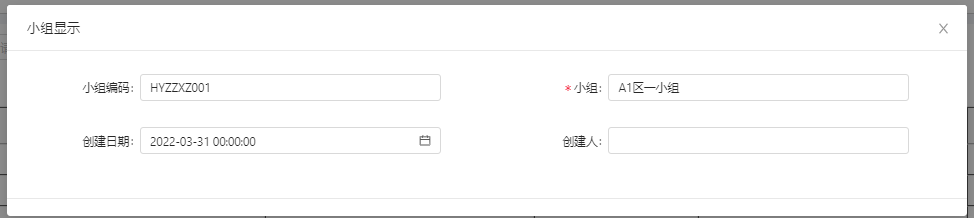 小组显示
小组编码: HYZZXZ001
* 小组: A1区一小组
创建日期: 2022-03-31 00:00:00
创建人: